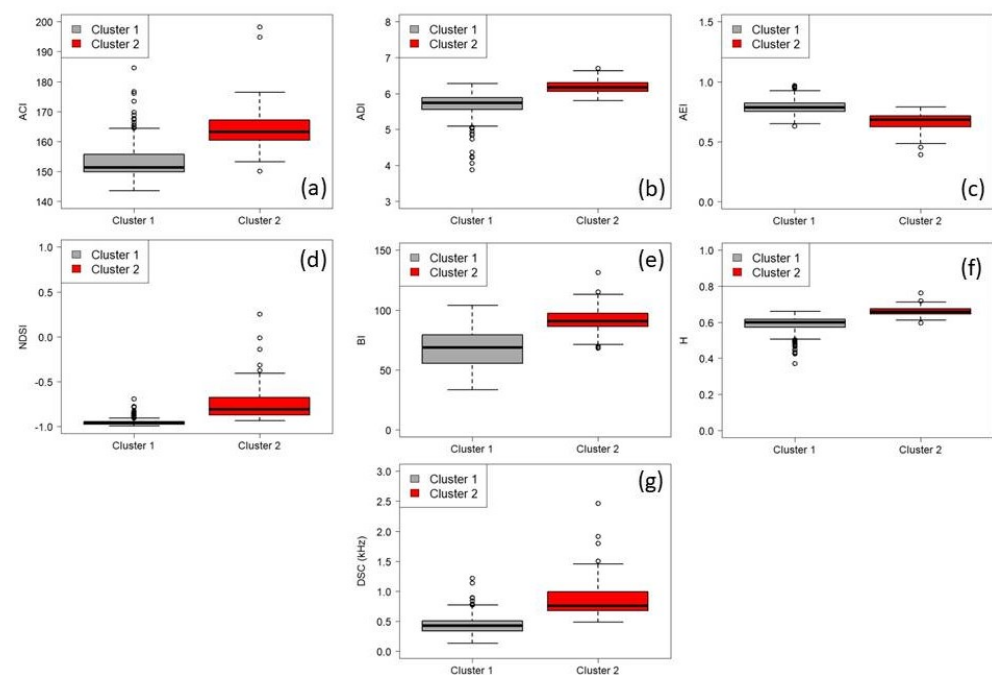 Cluster 1
Cluster 2
ACI
200
190
180
170
160
150
140
(a)
Cluster 1
Cluster 2
Cluster 1
Cluster 2
ADI
8
7
6
5
4
3
(b)
Cluster 1
Cluster 2
Cluster 1
Cluster 2
AEI
1.5
1.0
0.5
0.0
(c)
Cluster 1
Cluster 2
Cluster 1
Cluster 2
(d)
NDSI
1.0
0.5
0.0
-0.5
-1.0
Cluster 1
Cluster 2
Cluster 1
Cluster 2
(e)
BI
150
100
50
0
Cluster 1
Cluster 2
Cluster 1
Cluster 2
(f)
H
1.0
0.8
0.6
0.4
0.2
0.0
Cluster 1
Cluster 2
Cluster 1
Cluster 2
(g)
DSC (kHz)
3.0
2.5
2.0
1.5
1.0
0.5
0.0
Cluster 1
Cluster 2